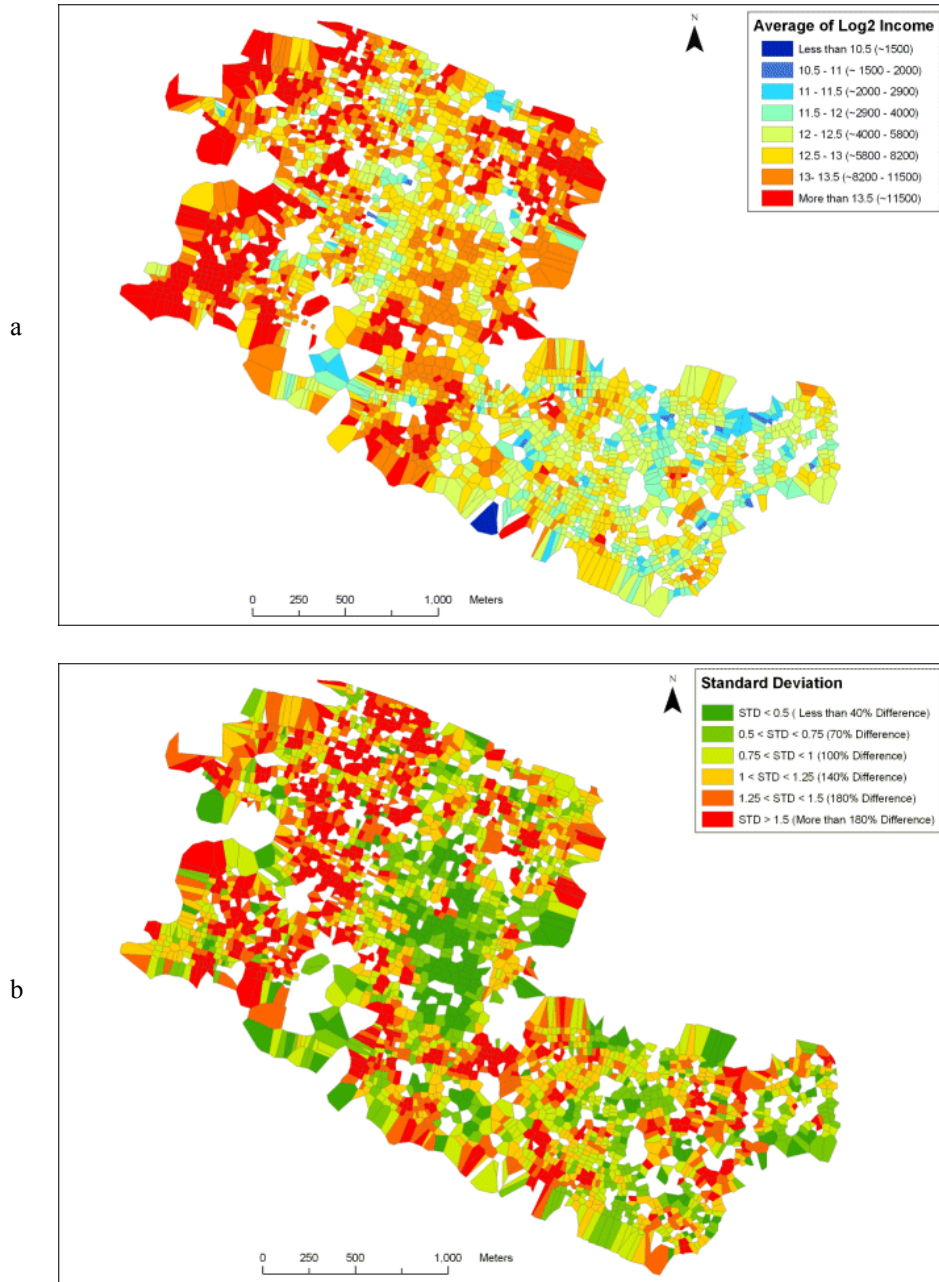 a
N
Average of Log2 Income
Less than 10.5 (~1500)
10.5 - 11 (~ 1500 - 2000)
11 - 11.5 (~2000 - 2900)
11.5 - 12 (~2900 - 4000)
12 - 12.5 (~4000 - 5800)
12.5 - 13 (~5800 - 8200)
13- 13.5 (~8200 - 11500)
More than 13.5 (~11500)
0 250 500 1,000 Meters
b
N
Standard Deviation
STD < 0.5 ( Less than 40% Difference)
0.5 < STD < 0.75 (70% Difference)
0.75 < STD < 1 (100% Difference)
1 < STD < 1.25 (140% Difference)
1.25 < STD < 1.5 (180% Difference)
STD > 1.5 (More than 180% Difference)
0 250 500 1,000 Meters